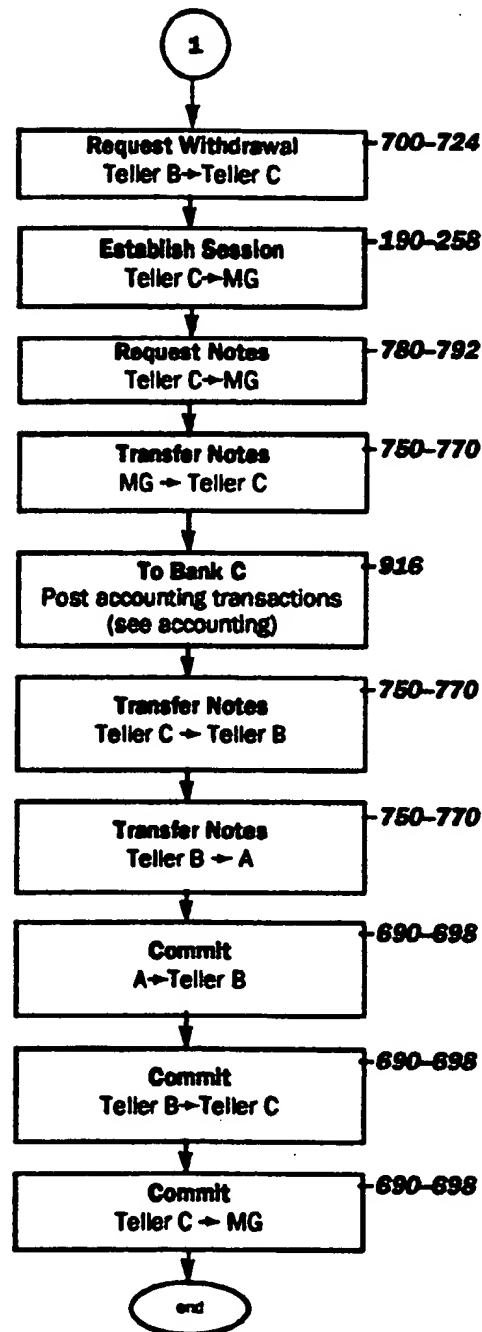 1
Request Withdrawal
Teller B→Teller C
700–724
Establish Session
Teller C→MG
190–258
Request Notes
Teller C→MG
780–792
Transfer Notes
MG → Teller C
750–770
To Bank C
Post accounting transactions
(see accounting)
916
Transfer Notes
Teller C → Teller B
750–770
Transfer Notes
Teller B → A
750–770
Commit
A→Teller B
690–698
Commit
Teller B→Teller C
690–698
Commit
Teller C → MG
690–698
end